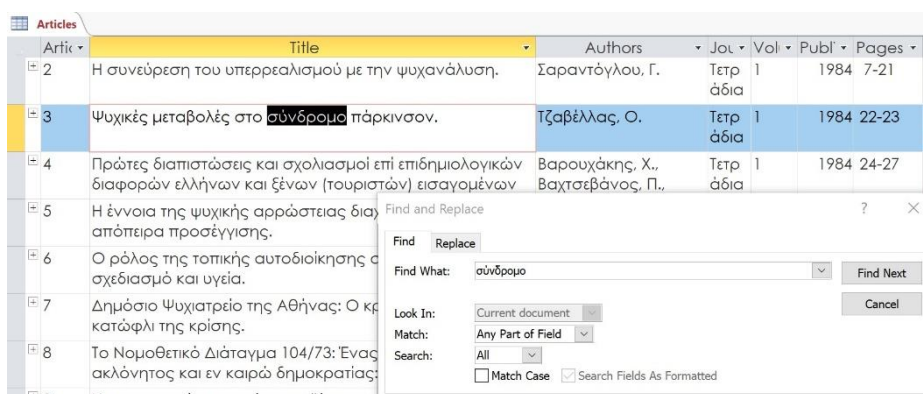 Articles
Artic Title Authors Jou Volu Publ Pages
2 Η συνεύρεση του υπερρεαλισμού με την ψυχανάλυση. Σαραντόγλου, Γ. Τετρ 1 1984 7-21
άδια
3 Ψυχικές μεταβολές στο σύνδρομο πάρκινσον. Τζαβέλλας, Ο. Τετρ 1 1984 22-23
άδια
4 Πρώτες διαπιστώσεις και σχολιασμοί επί επιδημιολογικών Βαρουχάκης, Χ., Τετρ 1 1984 24-27
διαφορών ελλήνων και ξένων (τουριστών) εισαγομένων Βαχτσεβάνος, Π., άδια
5 Η έννοια της ψυχικής αρρώστειας
απόπειρα προσέγγισης.
6 Ο ρόλος της τοπικής αυτοδιοίκησης
σχεδιασμό και υγεία.
7 Δημόσιο Ψυχιατρείο της Αθήνας: Ο
κατώφλι της κρίσης.
8 Το Νομοθετικό Διάταγμα 104/73: Ένας
ακλόνητος και εν καιρώ δημοκρατίας:
Find and Replace ?
Find Replace
Find What: σύνδρομο Find Next
Cancel
Look In: Current document
Match: Any Part of Field
Search: All
Match Case Search Fields As Formatted